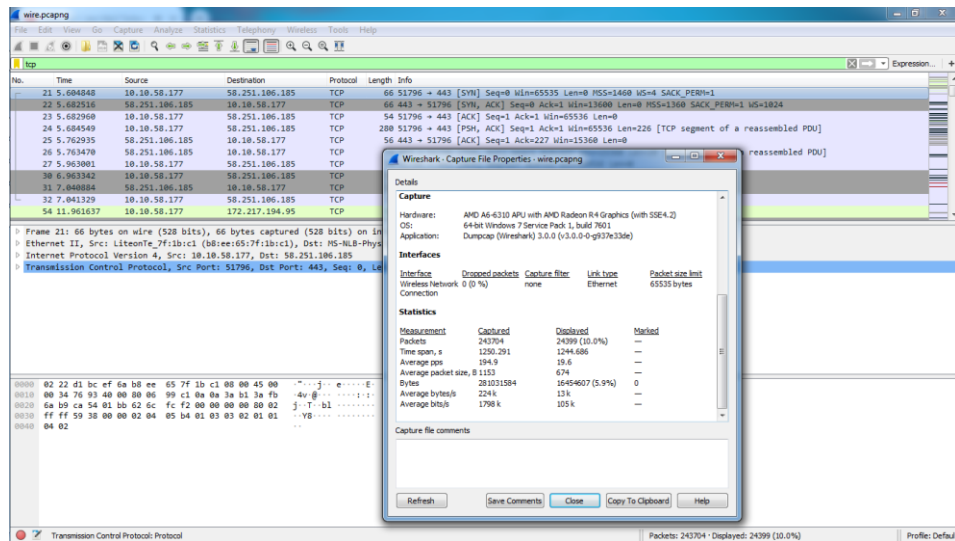 wire.pcapng
File Edit View Go Capture Analyze Statistics Telephony Wireless Tools Help
tcp
Expression... +
No. Time Source Destination Protocol Length Info
21 5.604848 10.10.58.177 58.251.106.185 TCP 66 51796 → 443 [SYN] Seq=0 Win=65535 Len=0 MSS=1460 WS=4 SACK_PERM=1
22 5.682516 58.251.106.185 10.10.58.177 TCP 66 443 → 51796 [SYN, ACK] Seq=0 Ack=1 Win=13600 Len=0 MSS=1360 SACK_PERM=1 WS=1024
23 5.682960 10.10.58.177 58.251.106.185 TCP 54 51796 → 443 [ACK] Seq=1 Ack=1 Win=65536 Len=0
24 5.684549 10.10.58.177 58.251.106.185 TCP 280 51796 → 443 [PSH, ACK] Seq=1 Ack=1 Win=65536 Len=226 [TCP segment of a reassembled PDU]
25 5.762935 58.251.106.185 10.10.58.177 TCP 56 443 → 51796 [ACK] Seq=1 Ack=227 Win=15360 Len=0
26 5.763470 58.251.106.185 10.10.58.177 TCP a reassembled PDU]
27 5.963001 10.10.58.177 58.251.106.185 TCP
30 6.963342 10.10.58.177 58.251.106.185 TCP
31 7.040884 58.251.106.185 10.10.58.177 TCP
32 7.041329 10.10.58.177 58.251.106.185 TCP
54 11.961637 10.10.58.177 172.217.194.95 TCP
Frame 21: 66 bytes on wire (528 bits), 66 bytes captured (528 bits) on in
Ethernet II, Src: LiteonTe_7f:1b:c1 (b8:ee:65:7f:1b:c1), Dst: MS-NLB-Phys
Internet Protocol Version 4, Src: 10.10.58.177, Dst: 58.251.106.185
Transmission Control Protocol, Src Port: 51796, Dst Port: 443, Seq: 0, Le
Wireshark · Capture File Properties · wire.pcapng
Details
Capture
Hardware: AMD A6-6310 APU with AMD Radeon R4 Graphics (with SSE4.2)
OS: 64-bit Windows 7 Service Pack 1, build 7601
Application: Dumpcap (Wireshark) 3.0.0 (v3.0.0-0-g937e33de)
Interfaces
Interface Dropped packets Capture filter Link type Packet size limit
Wireless Network 0 (0 %) none Ethernet 65535 bytes
Connection
Statistics
Measurement Captured Displayed Marked
Packets 243704 24399 (10.0%) —
Time span, s 1250.291 1244.686 —
Average pps 194.9 19.6 —
Average packet size, B 1153 674 —
Bytes 281031584 16454607 (5.9%) 0
Average bytes/s 224 k 13 k —
Average bits/s 1798 k 105 k —
Capture file comments
Refresh Save Comments Close Copy To Clipboard Help
0000 02 22 d1 bc ef 6a b8 ee 65 7f 1b c1 08 00 45 00 ·"···j·· e·····E·
0010 00 34 76 93 40 00 80 06 99 c1 0a 0a 3a b1 3a fb ·4v·@··· ····:·:·
0020 6a b9 ca 54 01 bb 62 6c fc f2 00 00 00 00 80 02 j··T··bl ········
0030 ff ff 59 38 00 00 02 04 05 b4 01 03 03 02 01 01 ··Y8···· ········
0040 04 02 ··
Transmission Control Protocol: Protocol
Packets: 243704 · Displayed: 24399 (10.0%)
Profile: Defaul